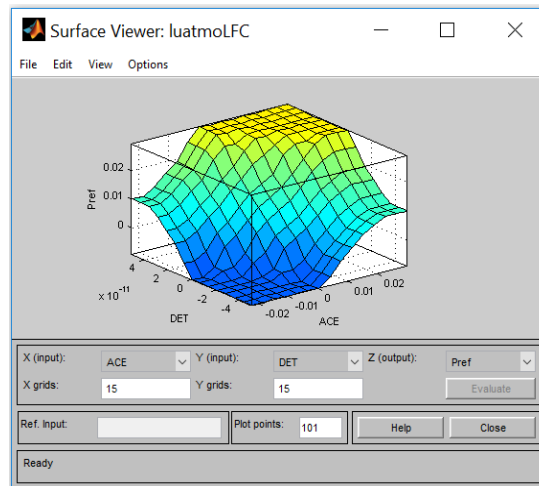 Surface Viewer: luatmoLFC
File Edit View Options
0.02
0.01
0
Pref
4
2
0
-2
-4
x 10-11
DET
-0.02
-0.01
0
0.01
0.02
ACE
X (input): ACE Y (input): DET Z (output): Pref
X grids: 15 Y grids: 15 Evaluate
Ref. Input: Plot points: 101 Help Close
Ready